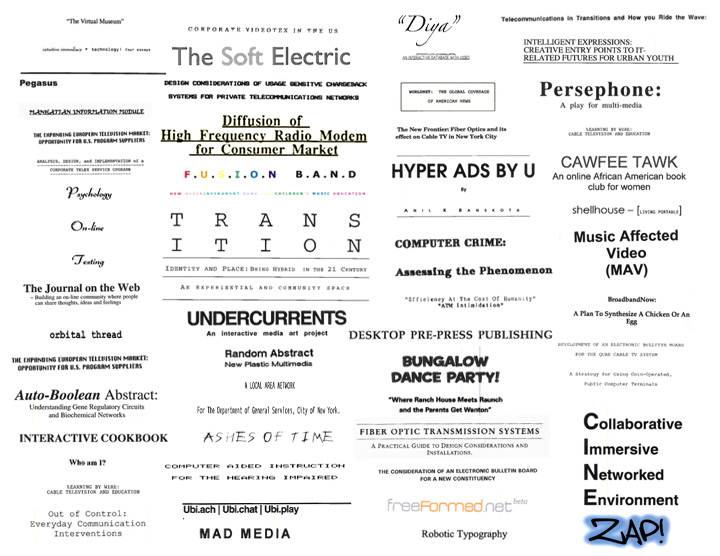 "The Virtual Museum"
intuitive immediacy * technology: four essays
Pegasus
MANHATTAN INFORMATION MODULE
THE EXPANDING EUROPEAN TELEVISION MARKET:
OPPORTUNITY FOR U.S. PROGRAM SUPPLIERS
ANALYSIS, DESIGN, and IMPLEMENTATION of a
CORPORATE TELEX SERVICE UPGRADE
Psychology
On-line
Testing
The Journal on the Web
– Building an on-line community where people
can share thoughts, ideas and feelings
orbital thread
THE EXPANDING EUROPEAN TELEVISION MARKET:
OPPORTUNITY FOR U.S. PROGRAM SUPPLIERS
Auto-Boolean Abstract:
Understanding Gene Regulatory Circuits
and Biochemical Networks
INTERACTIVE COOKBOOK
Who am I?
LEARNING BY WIRE:
CABLE TELEVISION AND EDUCATION
Out of Control:
Everyday Communication
Interventions
CORPORATE VIDEOTEX IN THE US
The Soft Electric
DESIGN CONSIDERATIONS OF USAGE SENSITIVE CHARGEBACK
SYSTEMS FOR PRIVATE TELECOMMUNICATIONS NETWORKS
Diffusion of
High Frequency Radio Modem
for Consumer Market
F.U.S.I.O.N B.A.N.D
NEW HYPERINSTRUMENT BAND FOR CHILDREN'S MUSIC EDUCATION
T R A N S
I T I O N
IDENTITY AND PLACE: BEING HYBRID IN THE 21 CENTURY
AN EXPERIENTIAL AND COMMUNITY SPACE
UNDERCURRENTS
An interactive media art project
Random Abstract
New Plastic Multimedia
A LOCAL AREA NETWORK
For The Department of General Services, City of New York.
ASHES OF TIME
COMPUTER AIDED INSTRUCTION
FOR THE HEARING IMPAIRED
Ubi.ach | Ubi.chat | Ubi.play
MAD MEDIA
"Diya"
AN INTERACTIVE DATABASE WITH VIDEO
WORLDNET: THE GLOBAL COVERAGE
OF AMERICAN NEWS
The New Frontier: Fiber Optics and its
effect on Cable TV in New York City
HYPER ADS BY U
By
ANIL K BANSKOTA
COMPUTER CRIME:
Assessing the Phenomenon
"Efficiency At The Cost Of Humanity"
"ATM Intimidation"
DESKTOP PRE-PRESS PUBLISHING
BUNGALOW
DANCE PARTY!
"Where Ranch House Meets Raunch
and the Parents Get Wanton"
FIBER OPTIC TRANSMISSION SYSTEMS
A PRACTICAL GUIDE TO DESIGN CONSIDERATIONS AND
INSTALLATIONS.
THE CONSIDERATION OF AN ELECTRONIC BULLETIN BOARD
FOR A NEW CONSTITUENCY
freeFormed.net beta
Robotic Typography
Telecommunications in Transitions and How you Ride the Wave:
INTELLIGENT EXPRESSIONS:
CREATIVE ENTRY POINTS TO IT-
RELATED FUTURES FOR URBAN YOUTH
Persephone:
A play for multi-media
LEARNING BY WIRE:
CABLE TELEVISION AND EDUCATION
CAWFEE TAWK
An online African American book
club for women
shellhouse – [LIVING PORTABLE]
Music Affected
Video
(MAV)
BroadbandNow:
A Plan To Synthesize A Chicken Or An
Egg
DEVELOPMENT OF AN ELECTRONIC BULLETIN BOARD
FOR THE QUBE CABLE TV SYSTEM
A Strategy for Using Coin-Operated,
Public Computer Terminals
Collaborative
Immersive
Networked
Environment
ZAP!